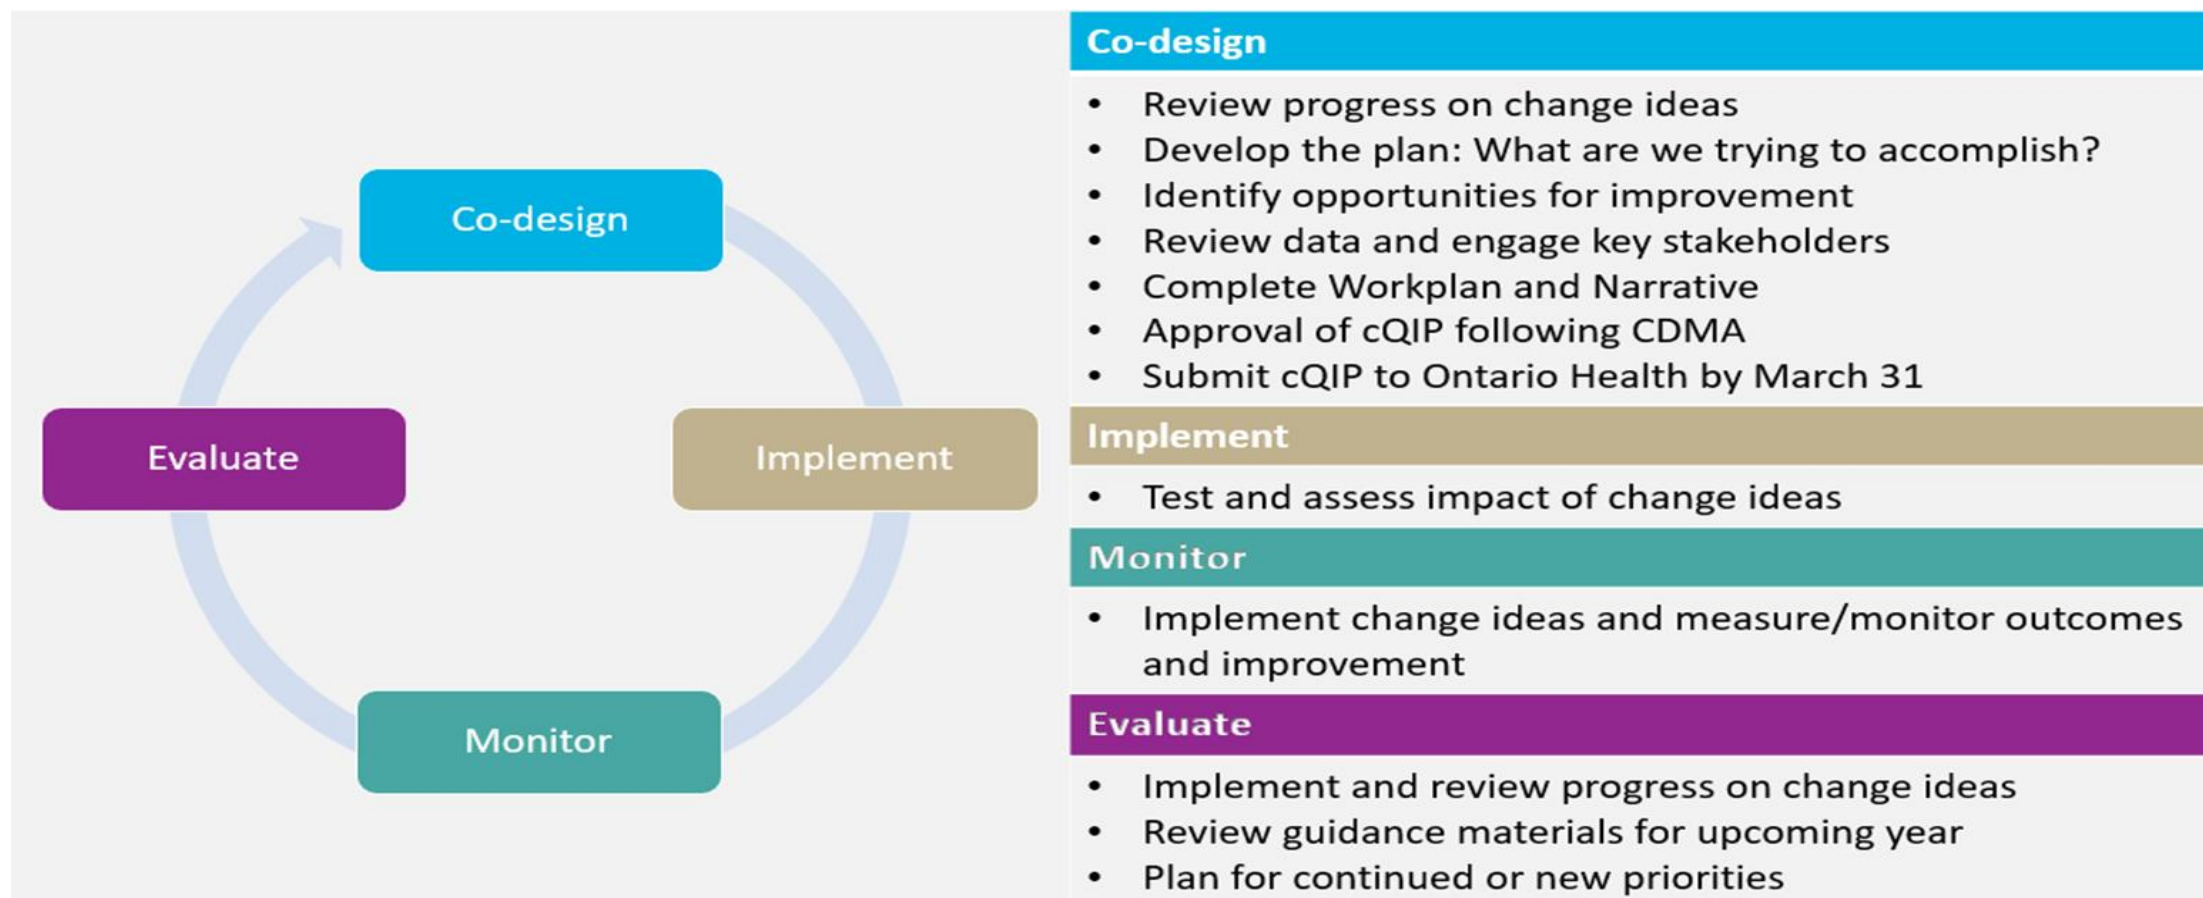 Co-design
Implement
Monitor
Evaluate
Co-design
• Review progress on change ideas
• Develop the plan: What are we trying to accomplish?
• Identify opportunities for improvement
• Review data and engage key stakeholders
• Complete Workplan and Narrative
• Approval of cQIP following CDMA
• Submit cQIP to Ontario Health by March 31
Implement
• Test and assess impact of change ideas
Monitor
• Implement change ideas and measure/monitor outcomes
and improvement
Evaluate
• Implement and review progress on change ideas
• Review guidance materials for upcoming year
• Plan for continued or new priorities